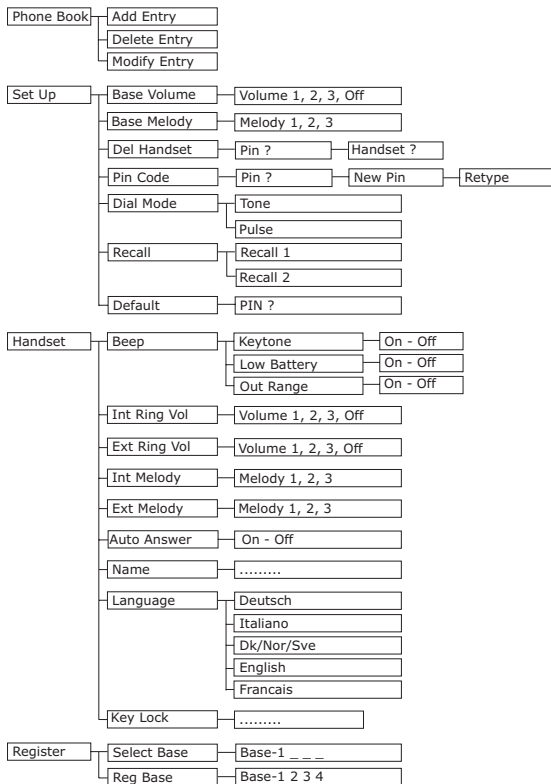 Phone Book Add Entry
Delete Entry
Modify Entry
Set Up Base Volume Volume 1, 2, 3, Off
Base Melody Melody 1, 2, 3
Del Handset Pin ? Handset ?
Pin Code Pin ? New Pin Retype
Dial Mode Tone
Pulse
Recall Recall 1
Recall 2
Default PIN ?
Handset Beep Keytone On - Off
Low Battery On - Off
Out Range On - Off
Int Ring Vol Volume 1, 2, 3, Off
Ext Ring Vol Volume 1, 2, 3, Off
Int Melody Melody 1, 2, 3
Ext Melody Melody 1, 2, 3
Auto Answer On - Off
Name .........
Language Deutsch
Italiano
Dk/Nor/Sve
English
Francais
Key Lock .........
Register Select Base Base-1 _ _ _
Reg Base Base-1 2 3 4